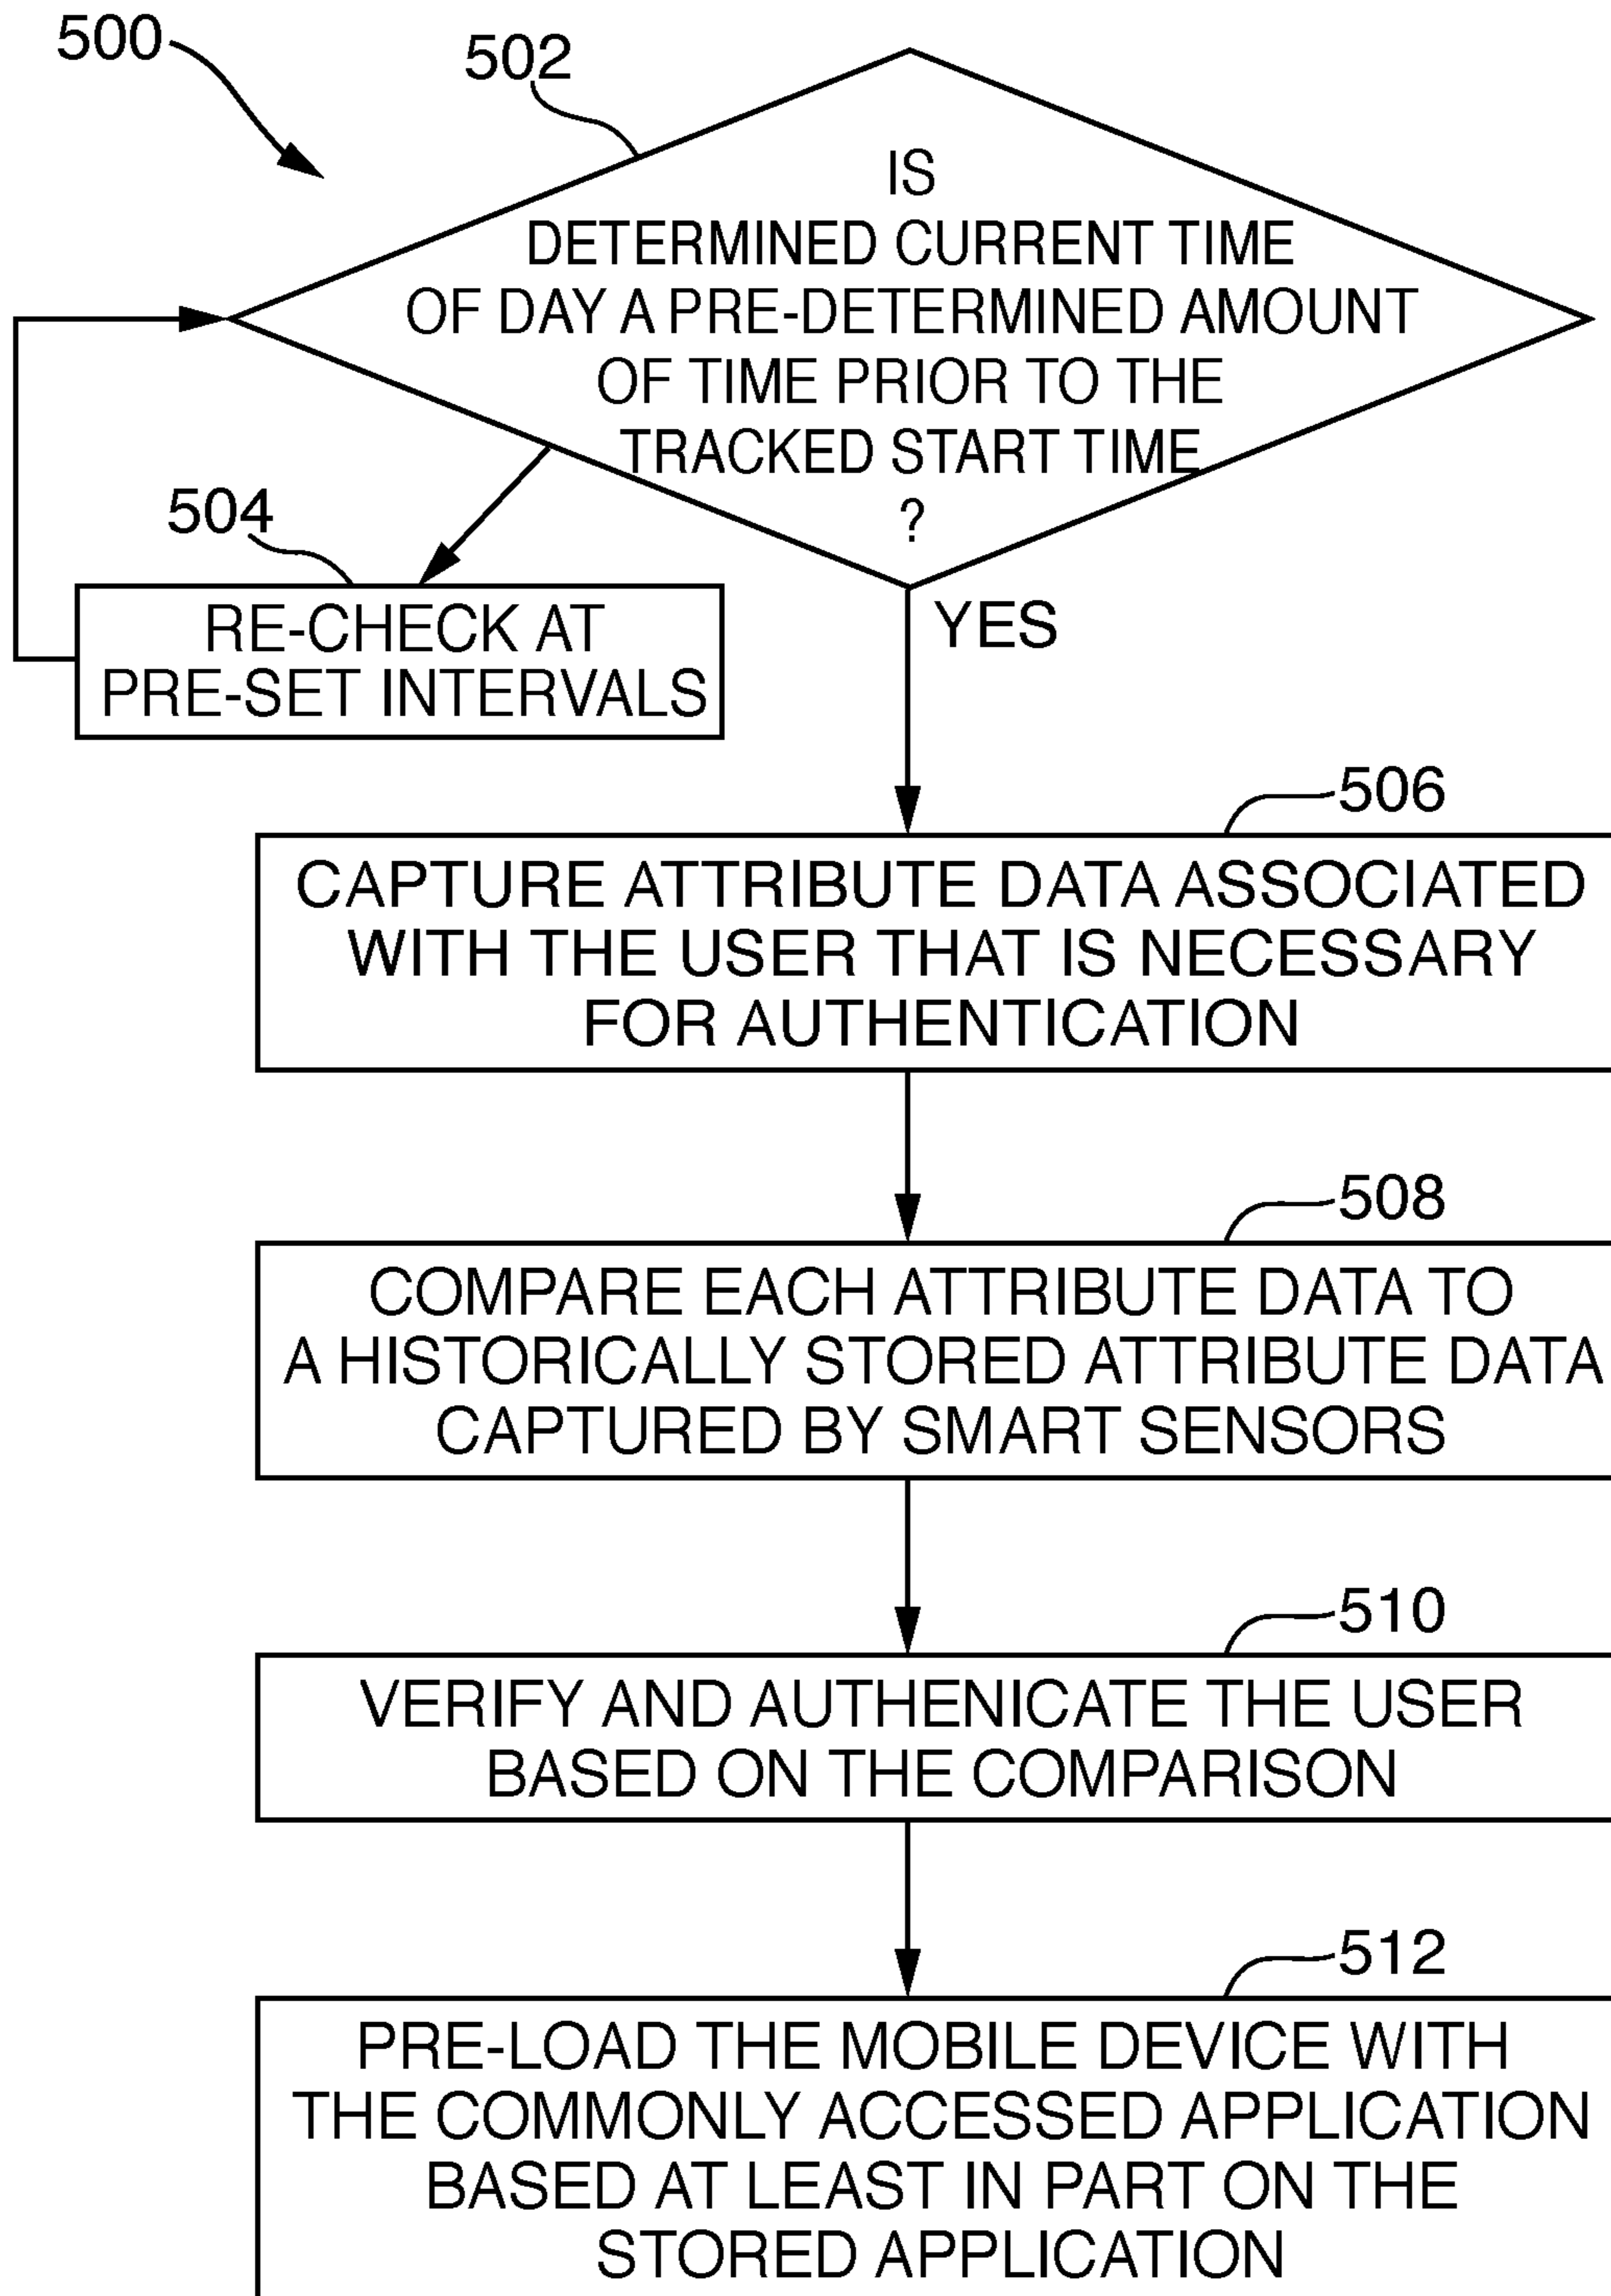 500
502
IS
DETERMINED CURRENT TIME
OF DAY A PRE-DETERMINED AMOUNT
OF TIME PRIOR TO THE
TRACKED START TIME
?
504
RE-CHECK AT
PRE-SET INTERVALS
YES
506
CAPTURE ATTRIBUTE DATA ASSOCIATED
WITH THE USER THAT IS NECESSARY
FOR AUTHENTICATION
508
COMPARE EACH ATTRIBUTE DATA TO
A HISTORICALLY STORED ATTRIBUTE DATA
CAPTURED BY SMART SENSORS
510
VERIFY AND AUTHENICATE THE USER
BASED ON THE COMPARISON
512
PRE-LOAD THE MOBILE DEVICE WITH
THE COMMONLY ACCESSED APPLICATION
BASED AT LEAST IN PART ON THE
STORED APPLICATION